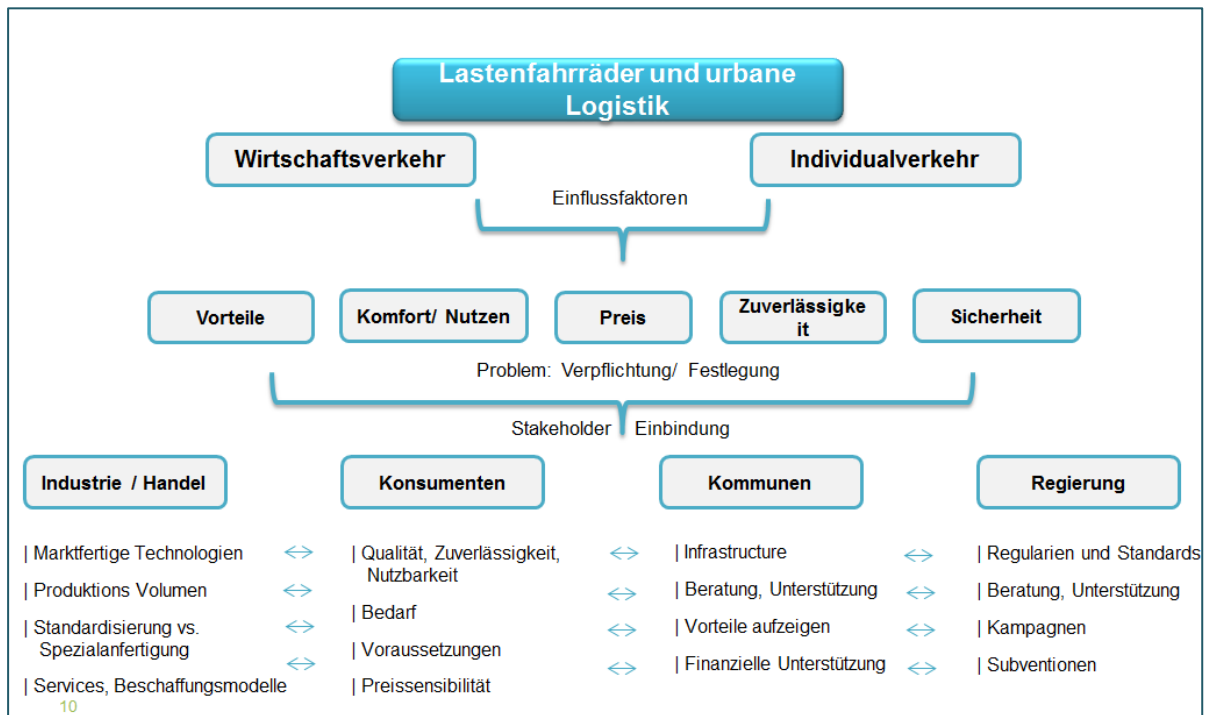 Lastenfahrräder und urbane
Logistik
Wirtschaftsverkehr
Individualverkehr
Einflussfaktoren
Vorteile
Komfort/ Nutzen
Preis
Zuverlässigke
it
Sicherheit
Problem: Verpflichtung/ Festlegung
Stakeholder Einbindung
Industrie / Handel
Konsumenten
Kommunen
Regierung
| Marktfertige Technologien
| Produktions Volumen
| Standardisierung vs.
Spezialanfertigung
| Services, Beschaffungsmodelle
| Qualität, Zuverlässigkeit,
Nutzbarkeit
| Bedarf
| Voraussetzungen
| Preissensibilität
| Infrastructure
| Beratung, Unterstützung
| Vorteile aufzeigen
| Finanzielle Unterstützung
| Regularien und Standards
| Beratung, Unterstützung
| Kampagnen
| Subventionen
10